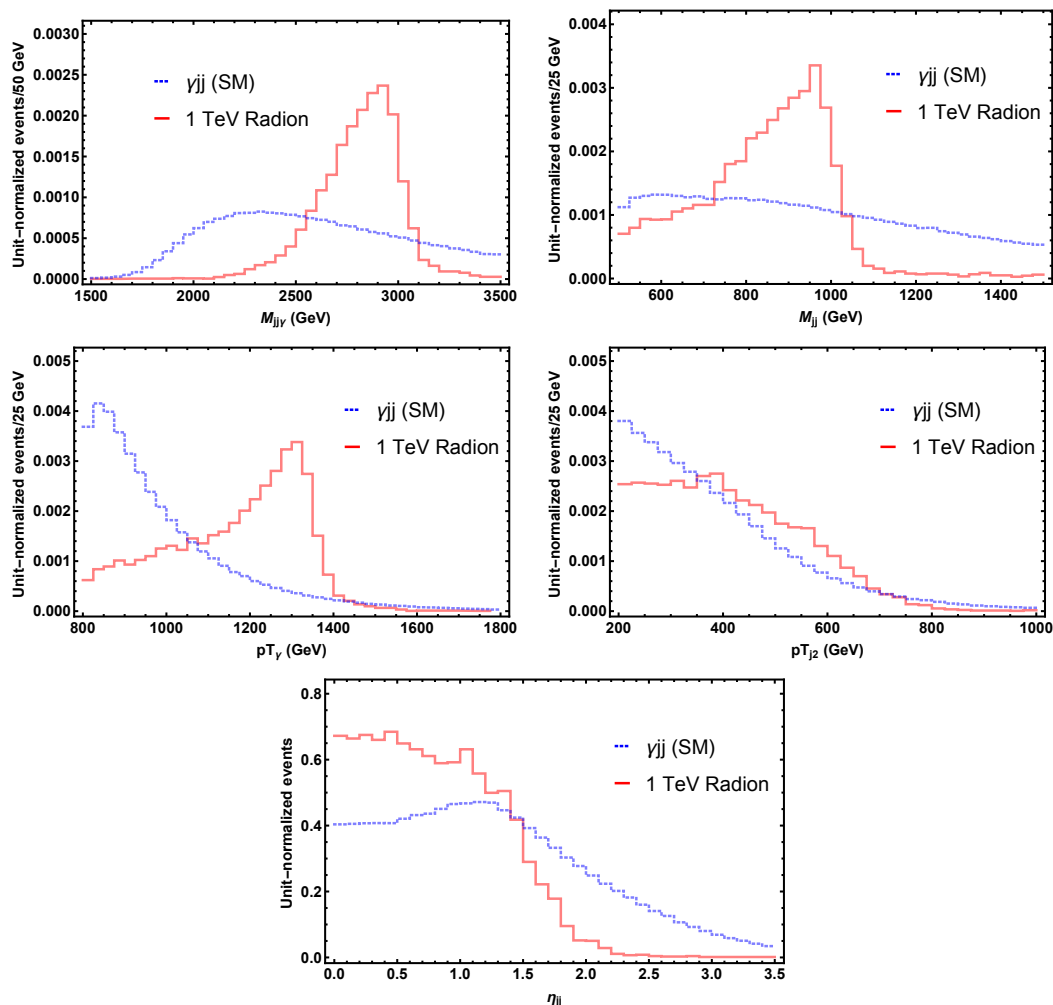 0.0030
0.0025
0.0020
0.0015
0.0010
0.0005
0.0000
Unit-normalized events/50 GeV
γjj (SM)
1 TeV Radion
1500 2000 2500 3000 3500
M_jjγ (GeV)
0.004
0.003
0.002
0.001
0.000
Unit-normalized events/25 GeV
γjj (SM)
1 TeV Radion
600 800 1000 1200 1400
M_jj (GeV)
0.005
0.004
0.003
0.002
0.001
0.000
Unit-normalized events/25 GeV
γjj (SM)
1 TeV Radion
800 1000 1200 1400 1600 1800
pT_γ (GeV)
0.005
0.004
0.003
0.002
0.001
0.000
Unit-normalized events/25 GeV
γjj (SM)
1 TeV Radion
200 400 600 800 1000
pT_j2 (GeV)
0.8
0.6
0.4
0.2
0.0
Unit-normalized events
γjj (SM)
1 TeV Radion
0.0 0.5 1.0 1.5 2.0 2.5 3.0 3.5
η_jj